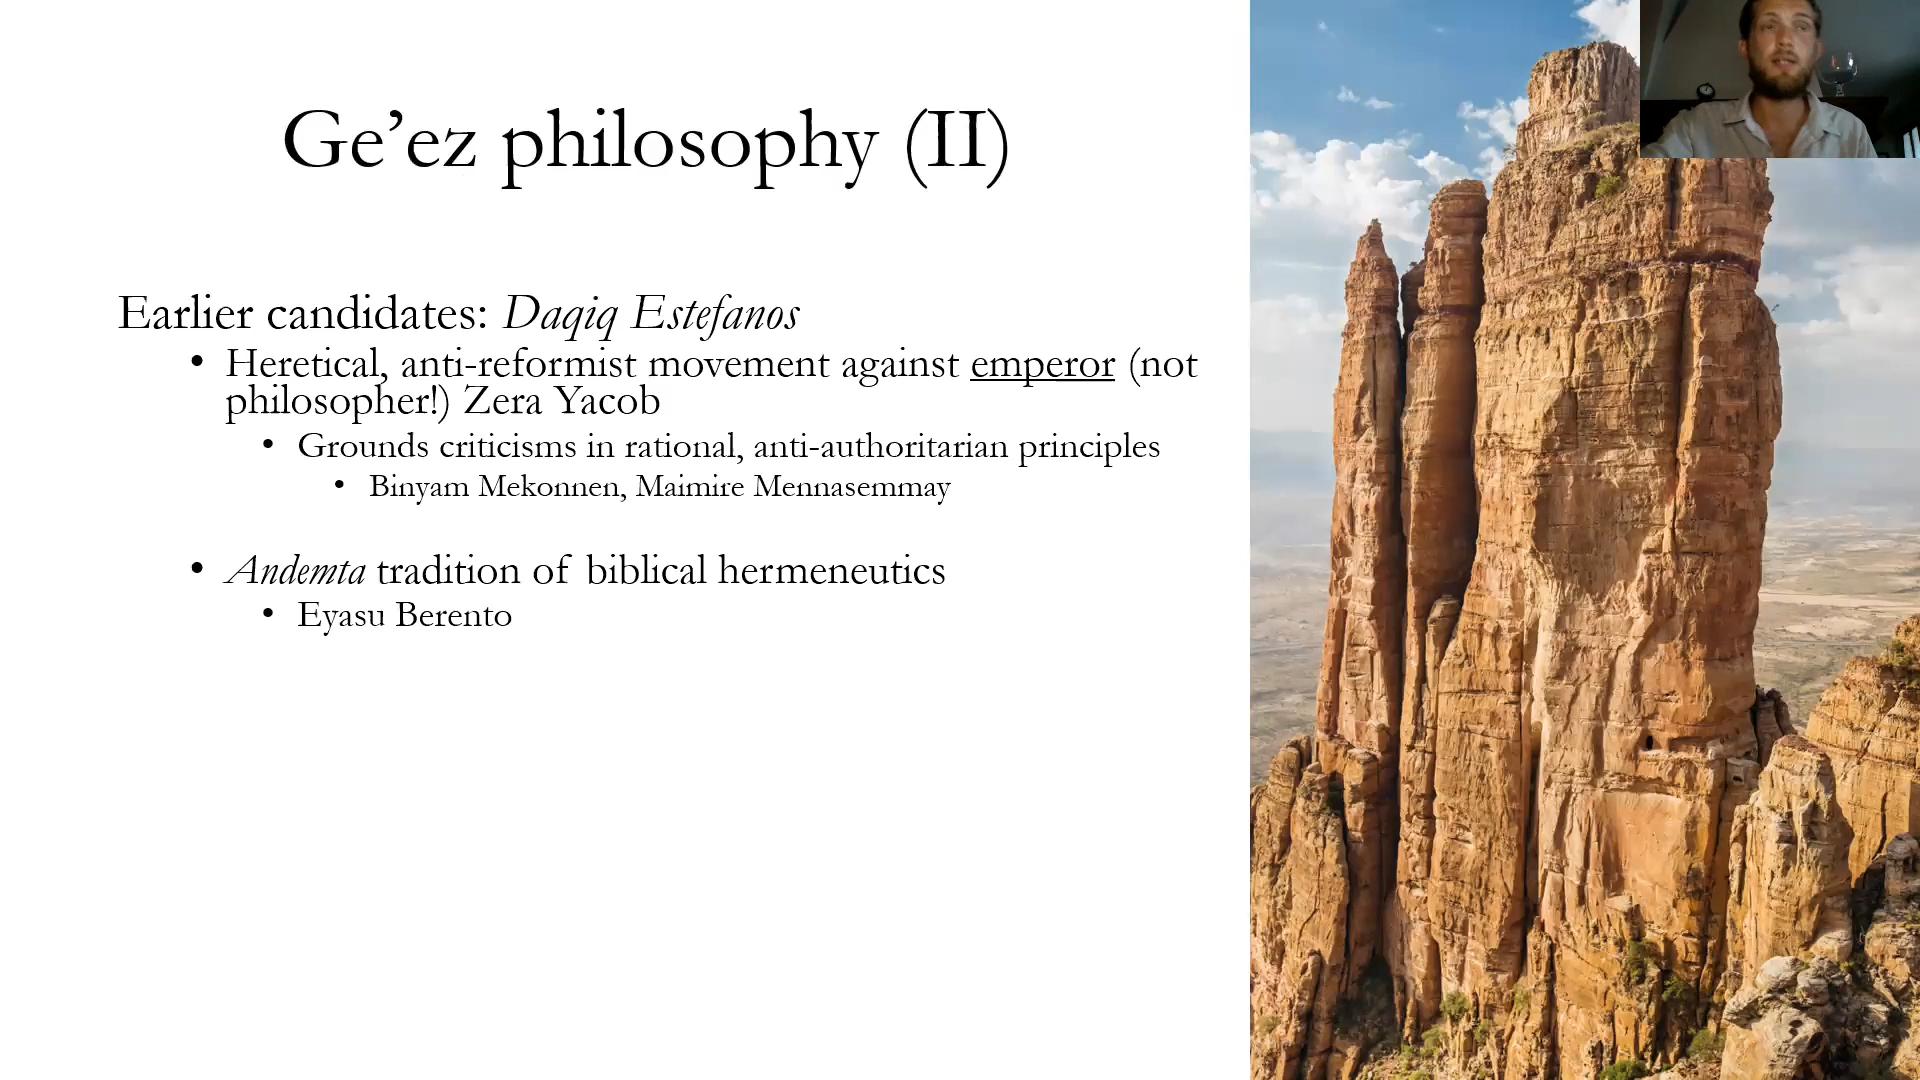 Ge’ez philosophy (II)
Earlier candidates: Daqiq Estefanos
• Heretical, anti-reformist movement against emperor (not
philosopher!) Zera Yacob
• Grounds criticisms in rational, anti-authoritarian principles
• Binyam Mekonnen, Maimire Mennasemmay
• Andemta tradition of biblical hermeneutics
• Eyasu Berento